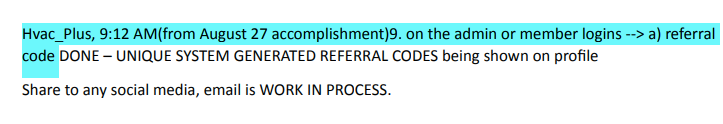 Hvac_Plus, 9:12 AM(from August 27 accomplishment)9. on the admin or member logins --> a) referral
code DONE – UNIQUE SYSTEM GENERATED REFERRAL CODES being shown on profile
Share to any social media, email is WORK IN PROCESS.